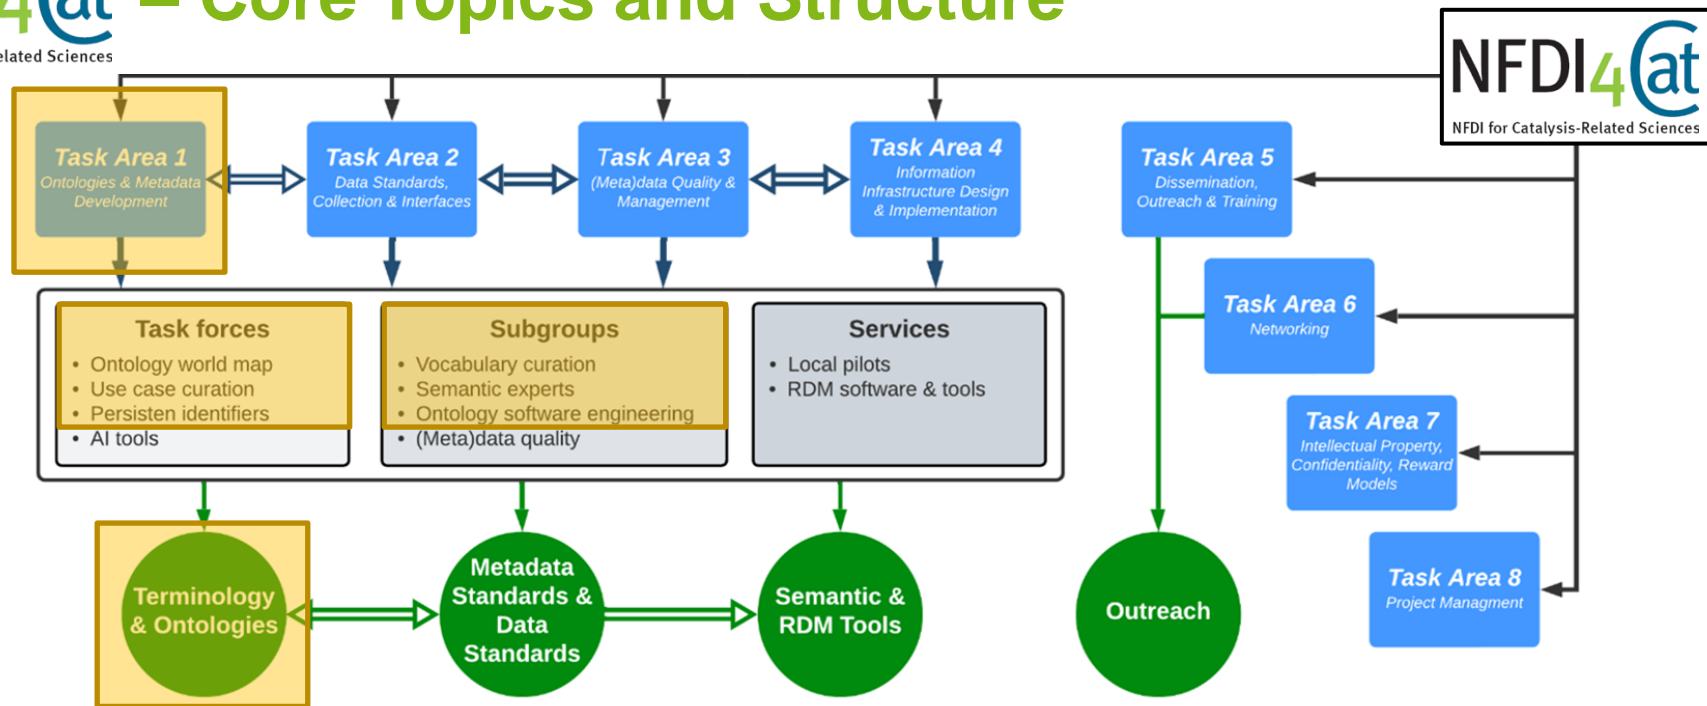 4Cat – Core Topics and Structure
elated Sciences
NFDI4Cat
NFDI for Catalysis-Related Sciences
Task Area 1
Ontologies & Metadata
Development
Task Area 2
Data Standards,
Collection & Interfaces
Task Area 3
(Meta)data Quality &
Management
Task Area 4
Information
Infrastructure Design
& Implementation
Task Area 5
Dissemination,
Outreach & Training
Task Area 6
Networking
Task Area 7
Intellectual Property,
Confidentiality, Reward
Models
Task Area 8
Project Managment
Task forces
• Ontology world map
• Use case curation
• Persisten identifiers
• AI tools
Subgroups
• Vocabulary curation
• Semantic experts
• Ontology software engineering
• (Meta)data quality
Services
• Local pilots
• RDM software & tools
Terminology
& Ontologies
Metadata
Standards &
Data
Standards
Semantic &
RDM Tools
Outreach